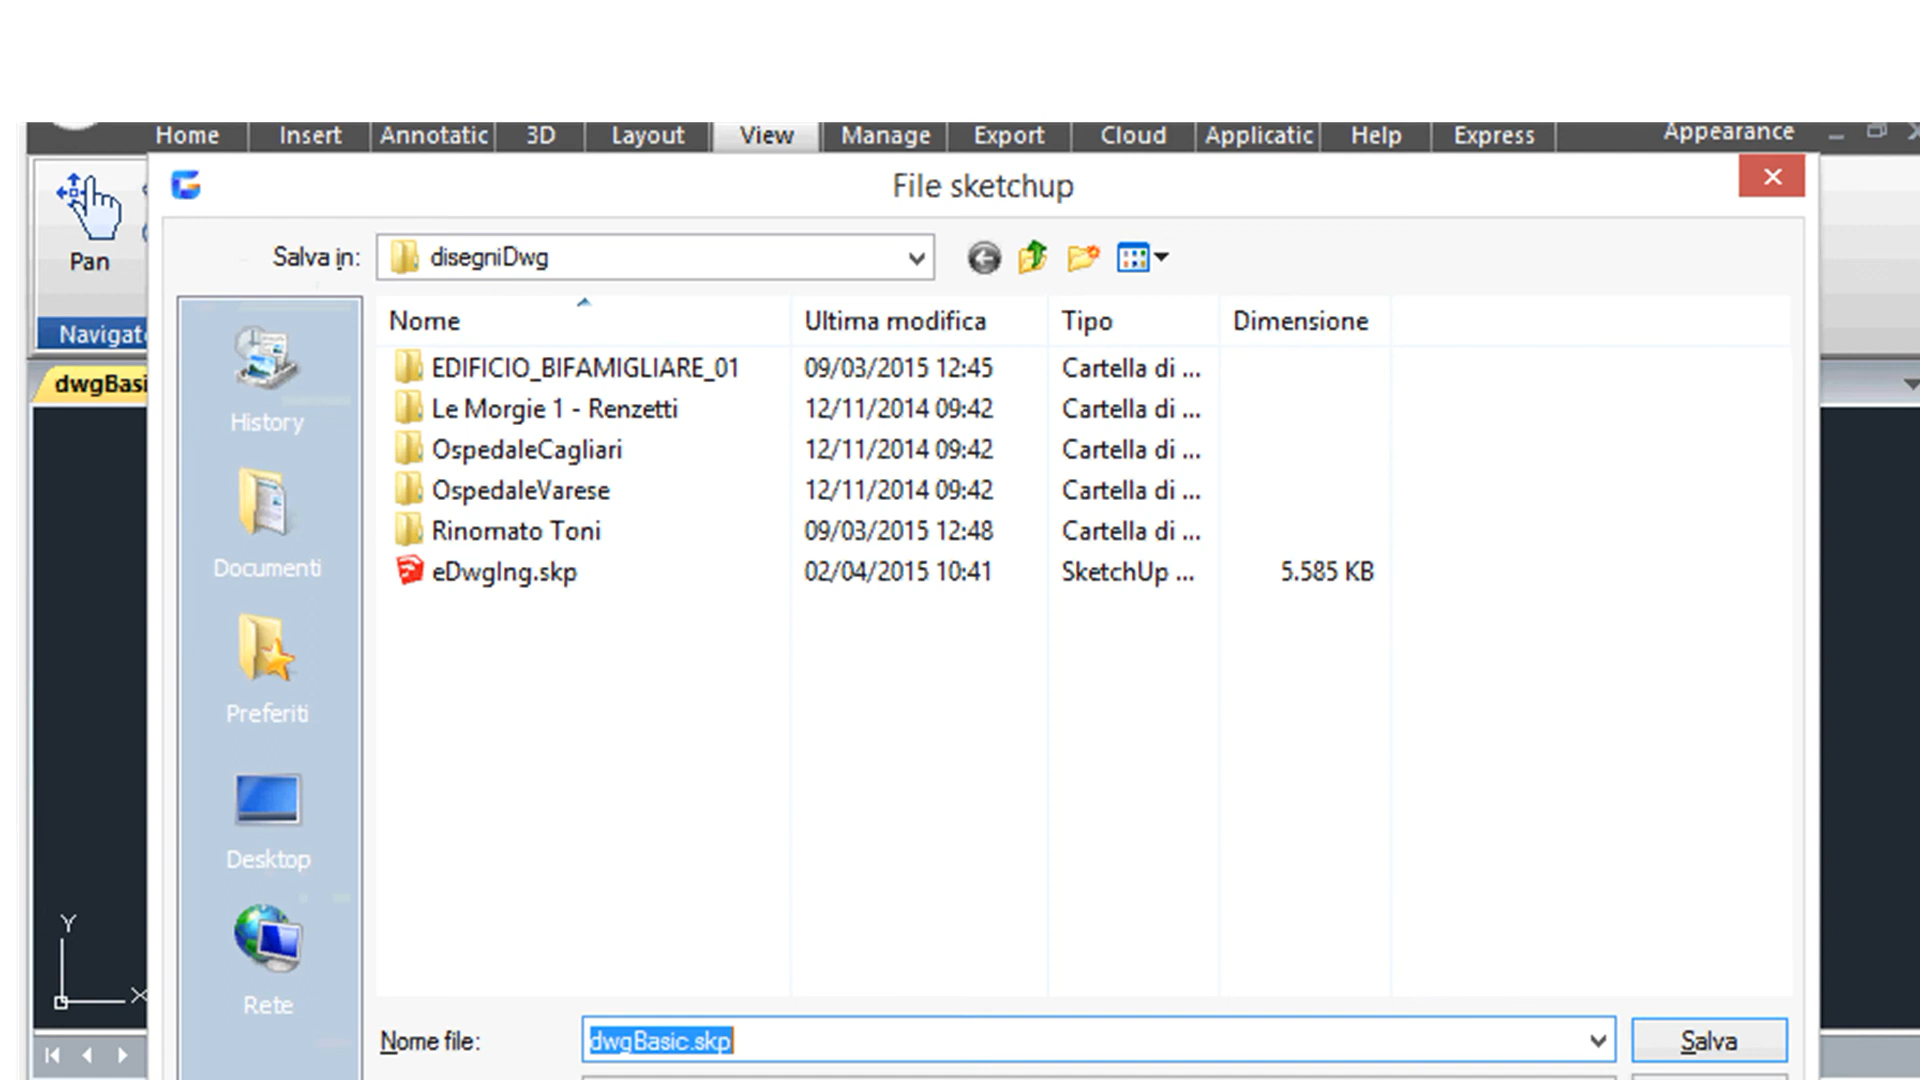 Home Insert Annotatic 3D Layout View Manage Export Cloud Applicatic Help Express Appearance
File sketchup
Pan
Salva in: disegniDwg
Navigat
Nome Ultima modifica Tipo Dimensione
dwgBasi
EDIFICIO_BIFAMIGLIARE_01 09/03/2015 12:45 Cartella di ...
Le Morgie 1 - Renzetti 12/11/2014 09:42 Cartella di ...
OspedaleCagliari 12/11/2014 09:42 Cartella di ...
OspedaleVarese 12/11/2014 09:42 Cartella di ...
Rinomato Toni 09/03/2015 12:48 Cartella di ...
eDwgIng.skp 02/04/2015 10:41 SketchUp ... 5.585 KB
History
Documenti
Preferiti
Desktop
Rete
Y
X
Nome file: dwgBasic.skp Salva